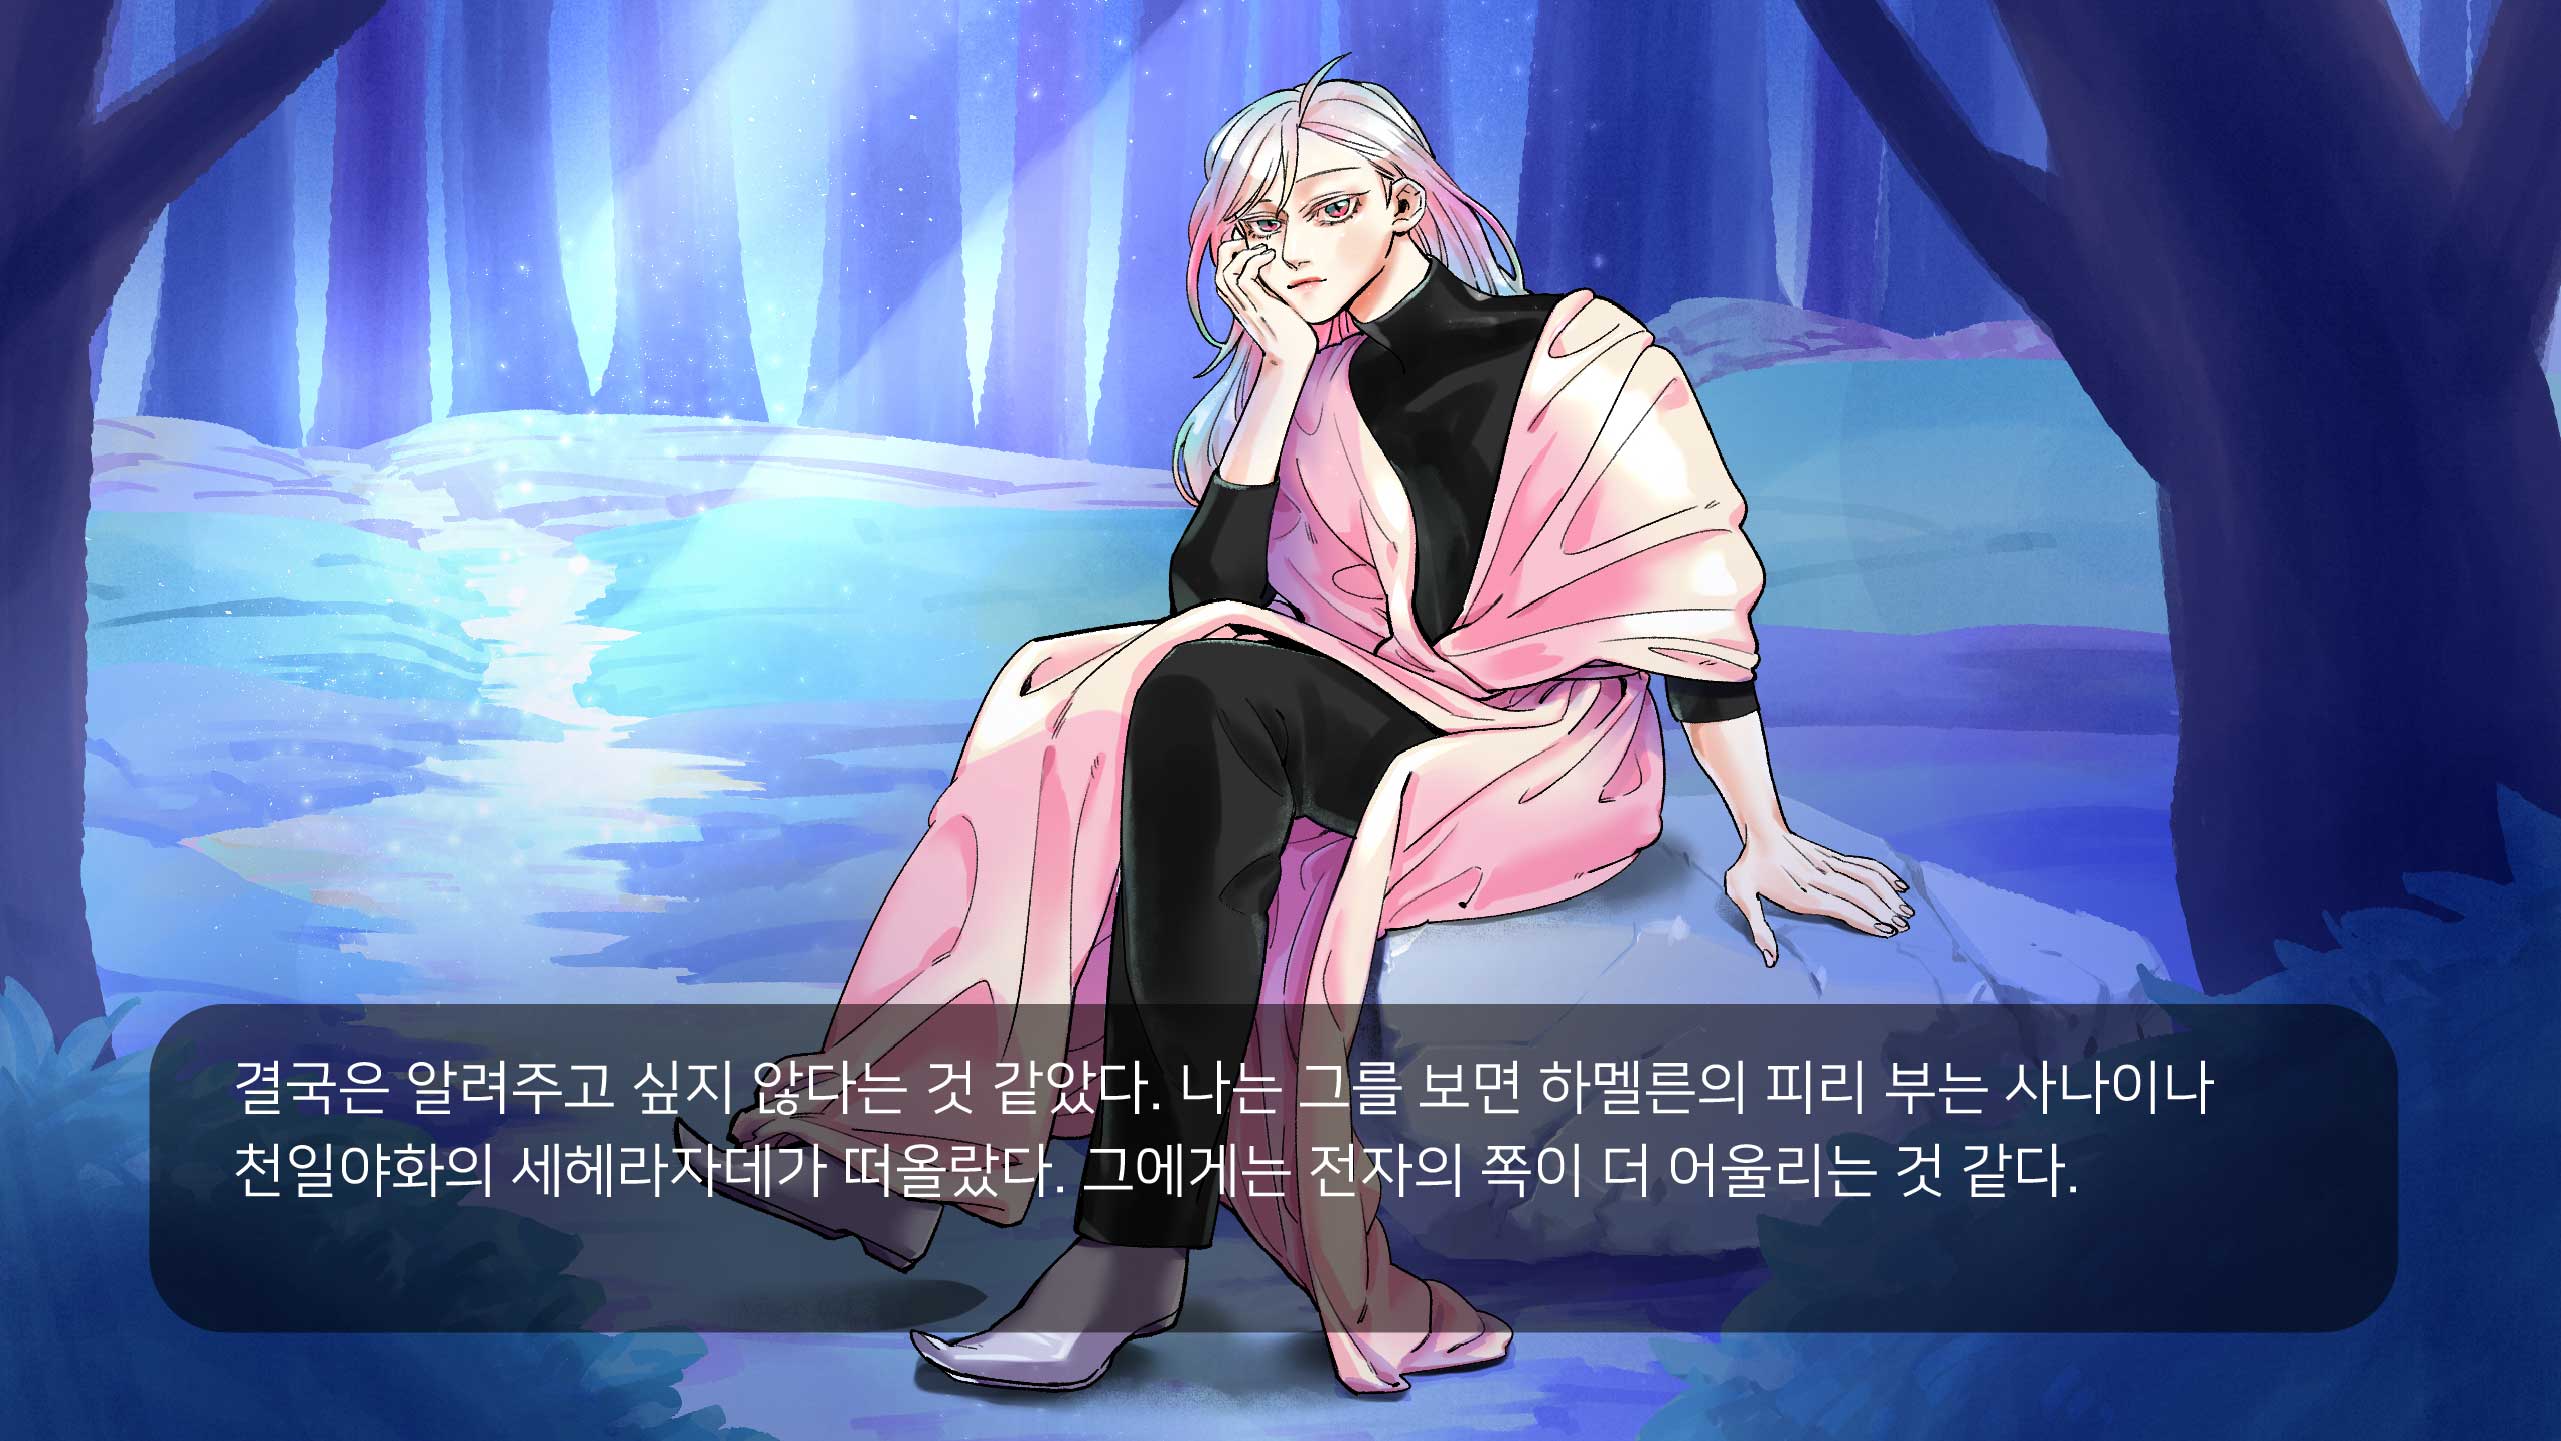 결국은 알려주고 싶지 않다는 것 같았다. 나는 그를 보면 하멜른의 피리 부는 사나이나
천일야화의 세헤라자데가 떠올랐다. 그에게는 전자의 쪽이 더 어울리는 것 같다.